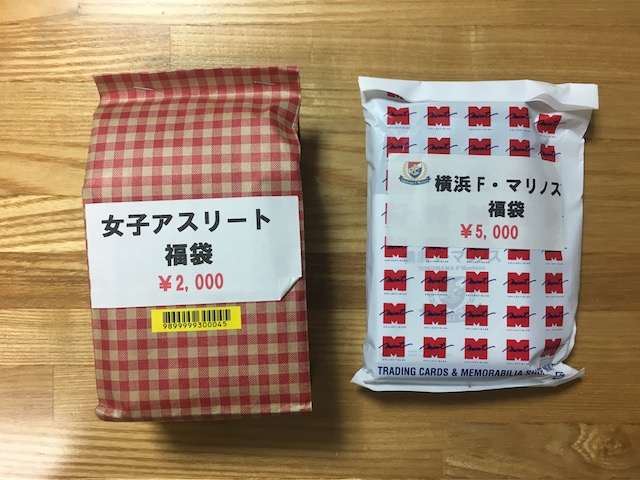 女子アスリート
福袋
￥2,000
9899999300045
横浜F・マリノス
福袋
￥5,000
Mint
TRADING CARDS & MEMORABILIA